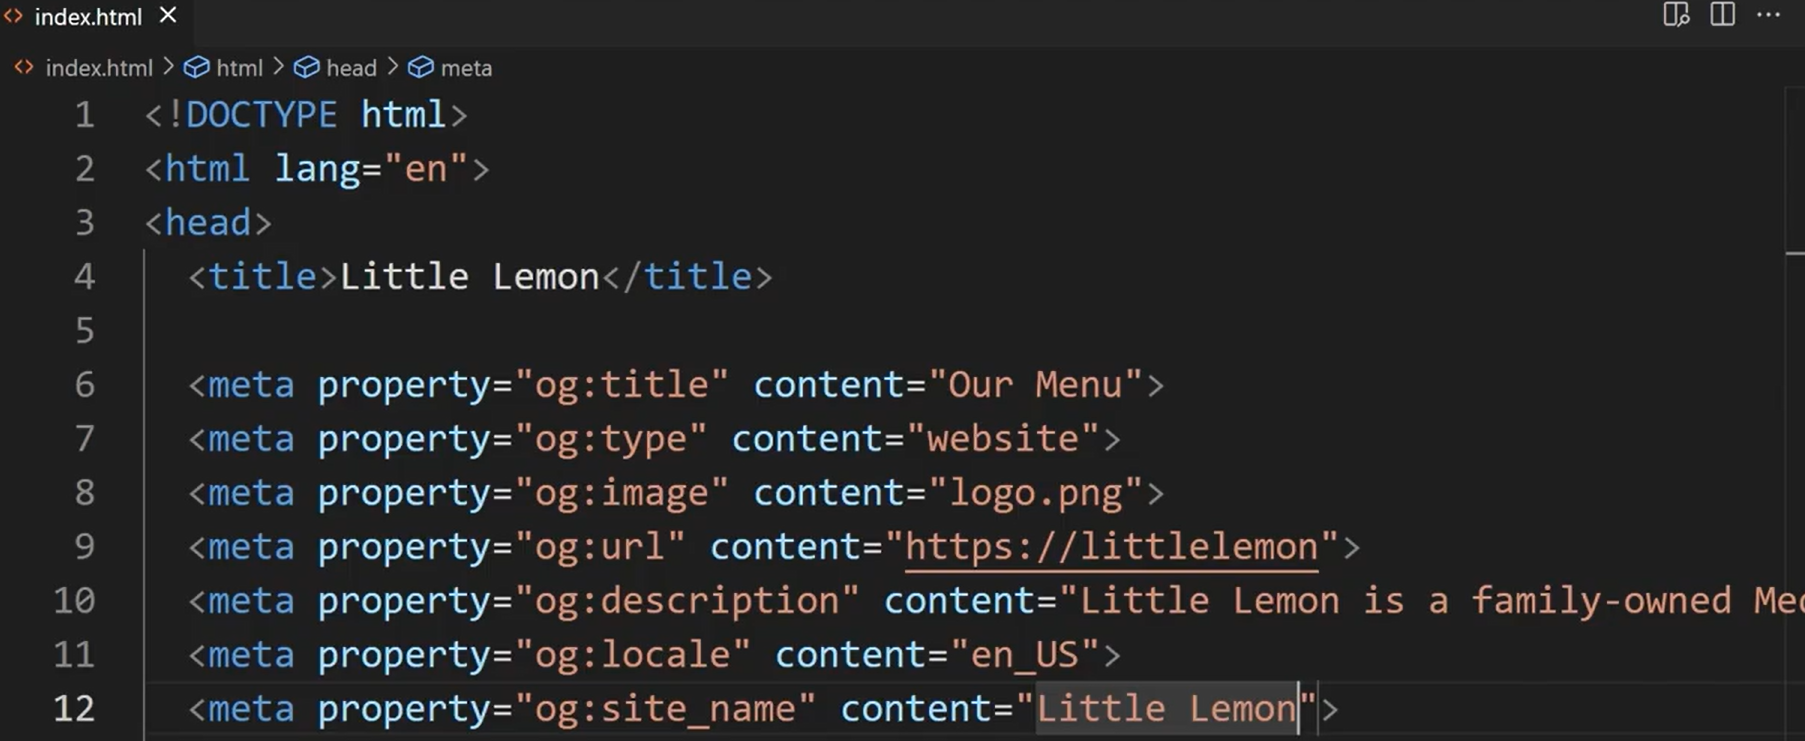 index.html
index.html > html > head > meta
1 <!DOCTYPE html>
2 <html lang="en">
3 <head>
4 <title>Little Lemon</title>
5
6 <meta property="og:title" content="Our Menu">
7 <meta property="og:type" content="website">
8 <meta property="og:image" content="logo.png">
9 <meta property="og:url" content="https://littlelemon">
10 <meta property="og:description" content="Little Lemon is a family-owned
11 <meta property="og:locale" content="en_US">
12 <meta property="og:site_name" content="Little Lemon">